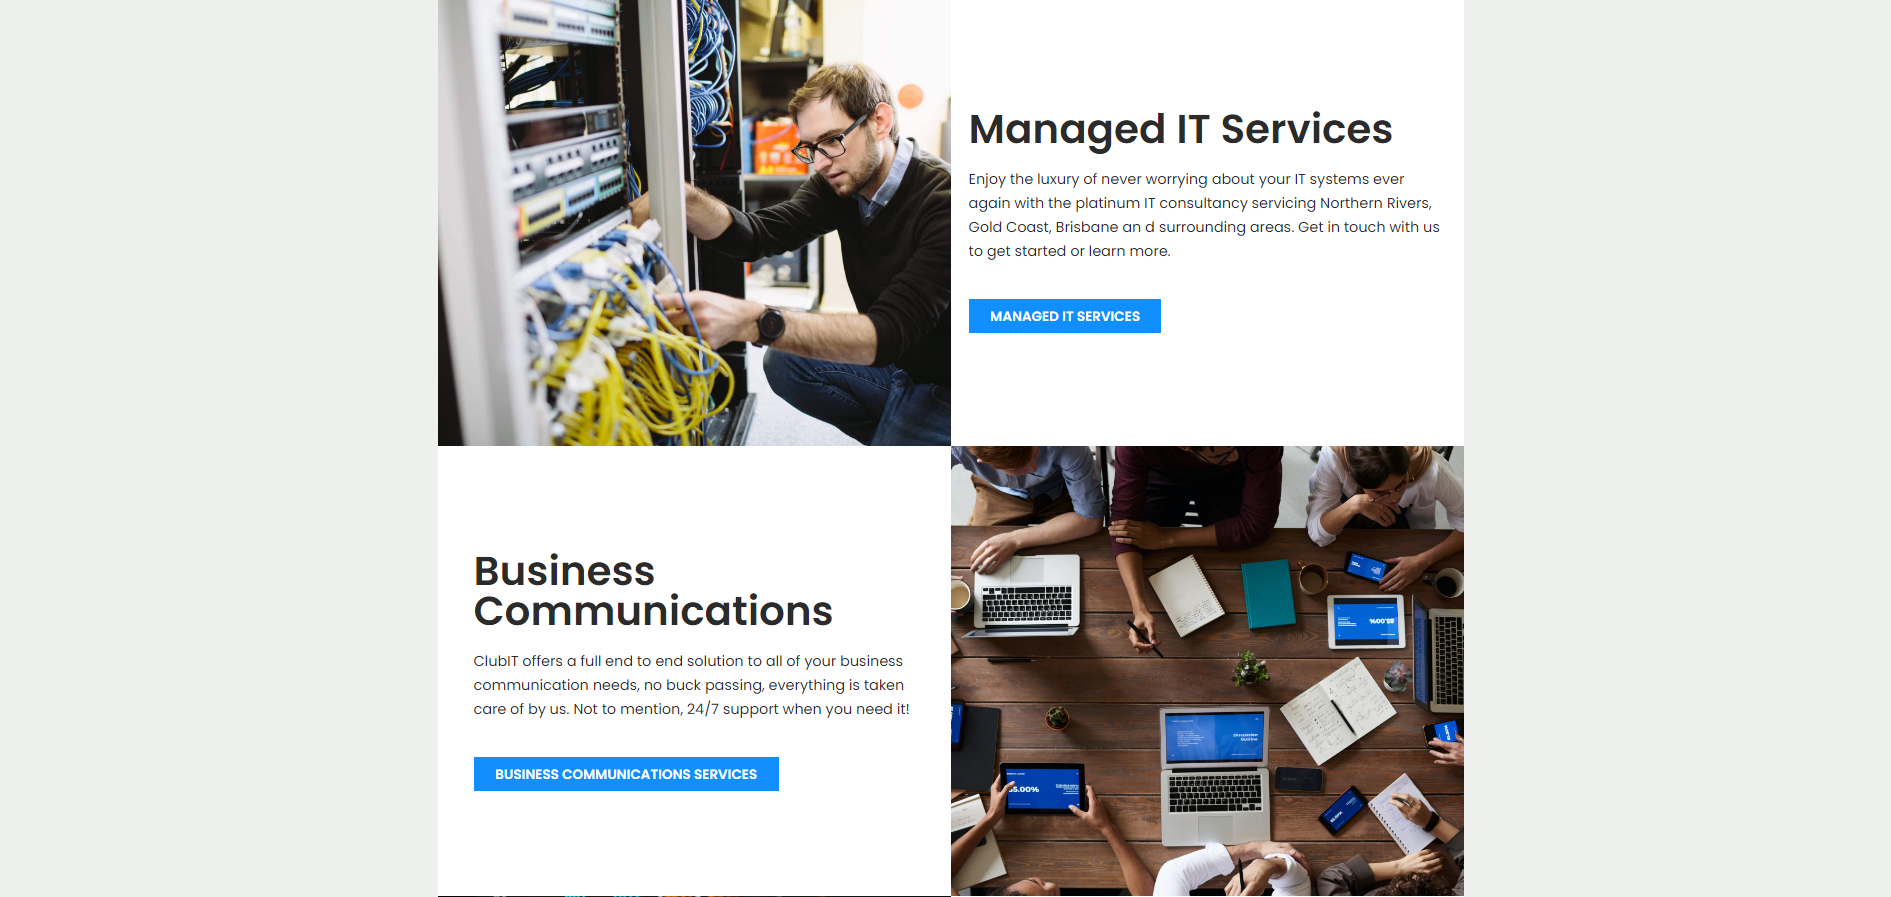 Managed IT Services
Enjoy the luxury of never worrying about your IT systems ever
again with the platinum IT consultancy servicing Northern Rivers,
Gold Coast, Brisbane an d surrounding areas. Get in touch with us
to get started or learn more.
MANAGED IT SERVICES
Business
Communications
ClubIT offers a full end to end solution to all of your business
communication needs, no buck passing, everything is taken
care of by us. Not to mention, 24/7 support when you need it!
BUSINESS COMMUNICATIONS SERVICES
Discussion
Outline